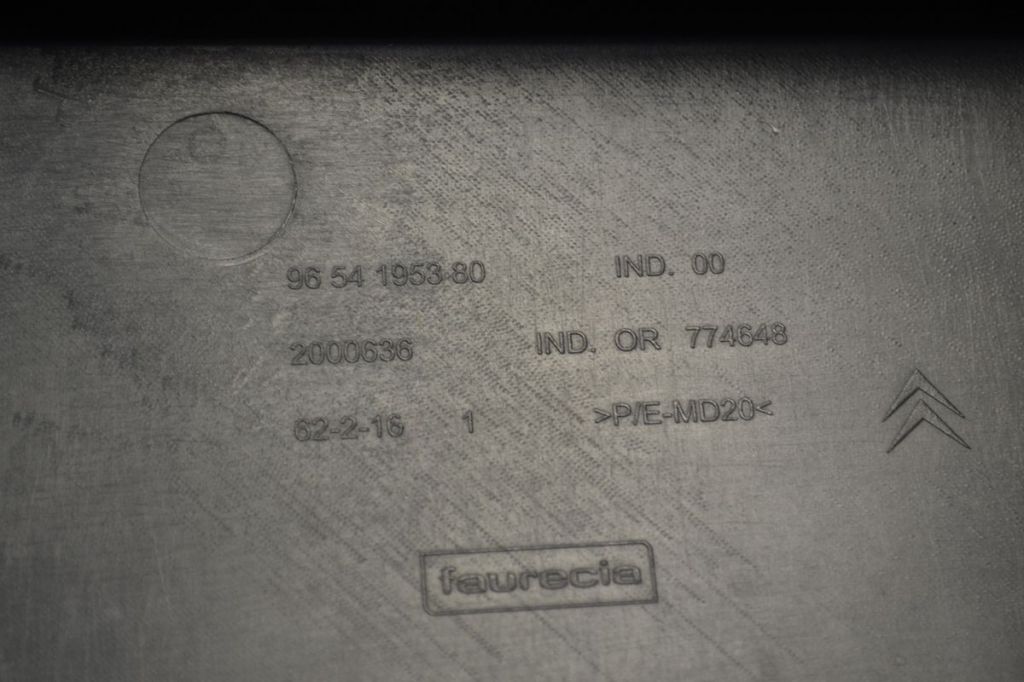 96 54 1953 80 IND. 00
2000636 IND. OR 774648
62-2-16 1 >P/E-MD20<
faurecia